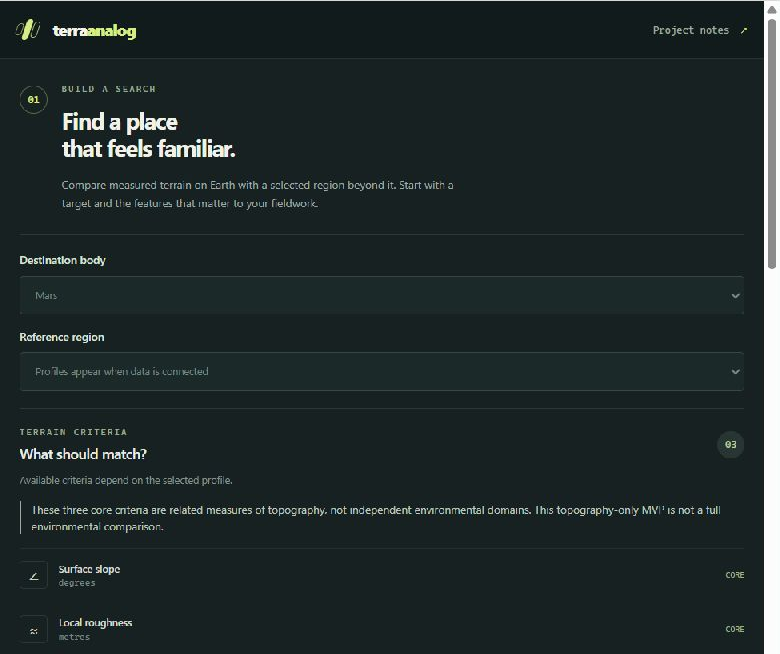 terraanalog
Project notes ↗
01
BUILD A SEARCH
Find a place
that feels familiar.
Compare measured terrain on Earth with a selected region beyond it. Start with a
target and the features that matter to your fieldwork.
Destination body
Mars
Reference region
Profiles appear when data is connected
TERRAIN CRITERIA
03
What should match?
Available criteria depend on the selected profile.
These three core criteria are related measures of topography, not independent environmental domains. This topography-only MVP is not a full
environmental comparison.
∠ Surface slope
degrees
CORE
≈ Local roughness
metres
CORE